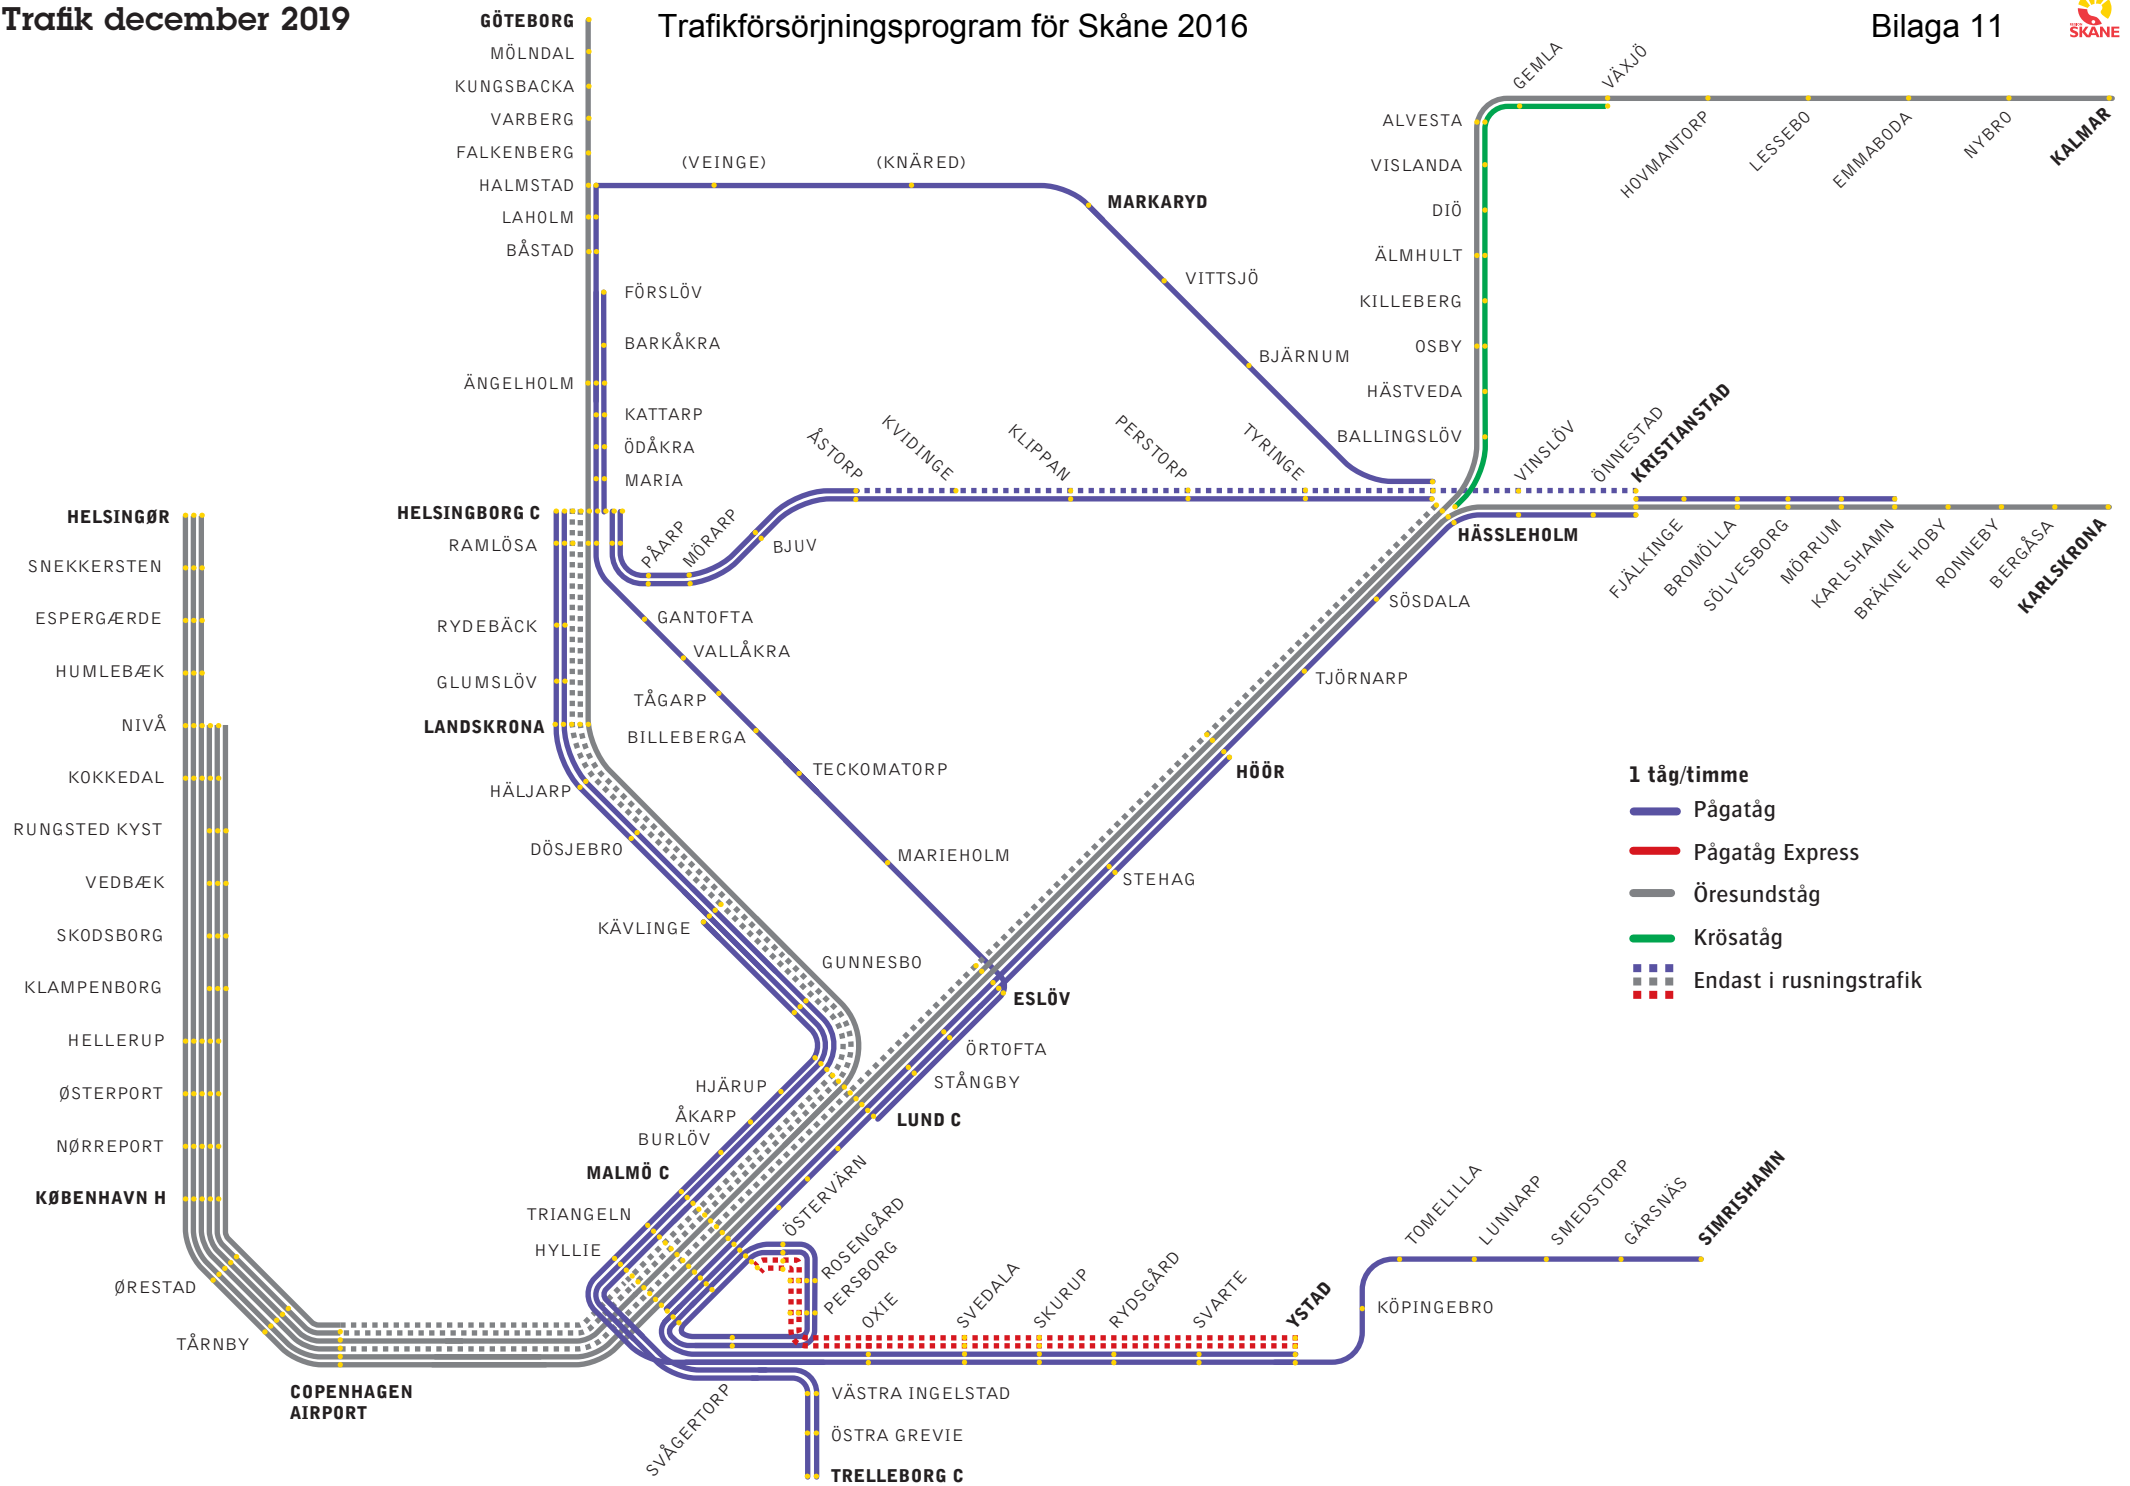 Trafik december 2019
Trafikförsörjningsprogram för Skåne 2016
Bilaga 11
REGION
SKÅNE
GÖTEBORG
MÖLNDAL
KUNGSBACKA
VARBERG
FALKENBERG
HALMSTAD
LAHOLM
BÅSTAD
(VEINGE)
(KNÄRED)
MARKARYD
VITTSJÖ
BJÄRNUM
FÖRSLÖV
BARKÅKRA
ÄNGELHOLM
KATTARP
ÖDÅKRA
MARIA
HELSINGBORG C
RAMLÖSA
RYDEBÄCK
GLUMSLÖV
LANDSKRONA
HÄLJARP
DÖSJEBRO
KÄVLINGE
GUNNESBO
PÅARP
MÖRARP
BJUV
ÅSTORP
KVIDINGE
KLIPPAN
PERSTORP
TYRINGE
GANTOFTA
VALLÅKRA
TÅGARP
BILLEBERGA
TECKOMATORP
MARIEHOLM
GEMLA
VÄXJÖ
ALVESTA
VISLANDA
DIÖ
ÄLMHULT
KILLEBERG
OSBY
HÄSTVEDA
BALLINGSLÖV
HOVMANTORP
LESSEBO
EMMABODA
NYBRO
KALMAR
VINSLÖV
ÖNNESTAD
KRISTIANSTAD
HÄSSLEHOLM
FJÄLKINGE
BROMÖLLA
SÖLVESBORG
MÖRRUM
KARLSHAMN
BRÄKNE HOBY
RONNEBY
BERGÅSA
KARLSKRONA
SÖSDALA
TJÖRNARP
HÖÖR
STEHAG
ESLÖV
ÖRTOFTA
STÅNGBY
LUND C
HJÄRUP
ÅKARP
BURLÖV
MALMÖ C
TRIANGELN
HYLLIE
HELSINGØR
SNEKKERSTEN
ESPERGÆRDE
HUMLEBÆK
NIVÅ
KOKKEDAL
RUNGSTED KYST
VEDBÆK
SKODSBORG
KLAMPENBORG
HELLERUP
ØSTERPORT
NØRREPORT
KØBENHAVN H
ØRESTAD
TÅRNBY
COPENHAGEN
AIRPORT
ÖSTERVÄRN
ROSENGÅRD
PERSBORG
OXIE
SVEDALA
SKURUP
RYDSGÅRD
SVARTE
YSTAD
KÖPINGEBRO
TOMELILLA
LUNNARP
SMEDSTORP
GÄRSNÄS
SIMRISHAMN
SVÅGERTORP
VÄSTRA INGELSTAD
ÖSTRA GREVIE
TRELLEBORG C
1 tåg/timme
Pågatåg
Pågatåg Express
Öresundståg
Krösatåg
Endast i rusningstrafik